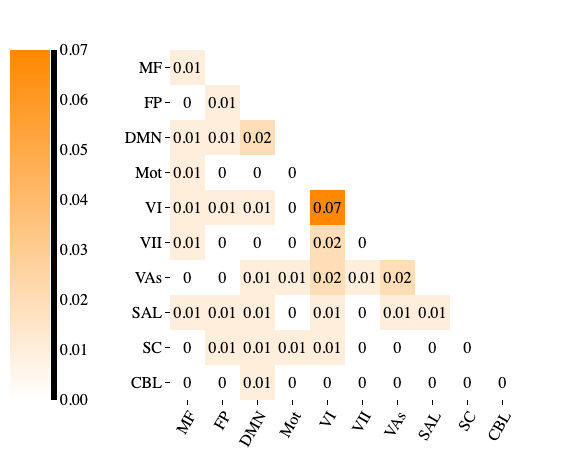 0.07
0.06
0.05
0.04
0.03
0.02
0.01
0.00
MF 0.01
FP 0 0.01
DMN 0.01 0.01 0.02
Mot 0.01 0 0 0
VI 0.01 0.01 0.01 0 0.07
VII 0.01 0 0 0 0.02 0
VAs 0 0 0.01 0.01 0.02 0.01 0.02
SAL 0.01 0.01 0.01 0 0.01 0 0.01 0.01
SC 0 0.01 0.01 0.01 0.01 0 0 0 0
CBL 0 0 0.01 0 0 0 0 0 0 0
MF FP DMN Mot VI VII VAs SAL SC CBL